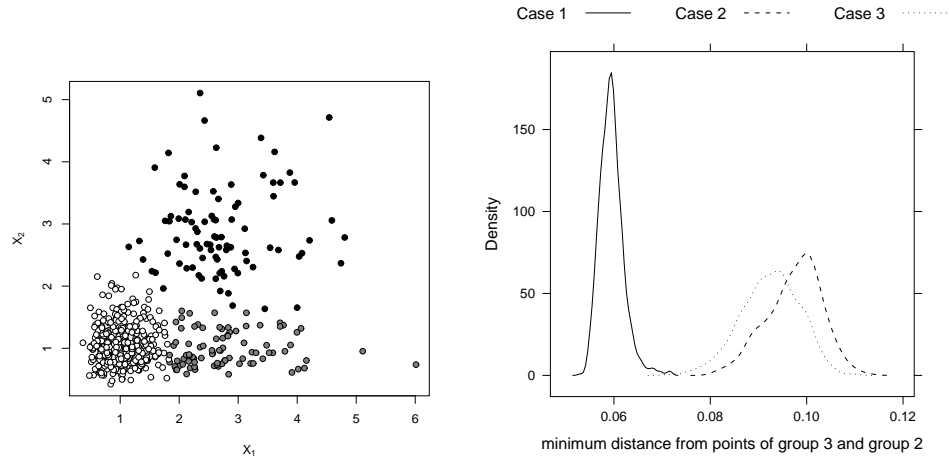 Case 1 Case 2 Case 3
5
4
3
2
1
X2
1 2 3 4 5 6
X1
150
100
50
0
Density
0.06 0.08 0.10 0.12
minimum distance from points of group 3 and group 2